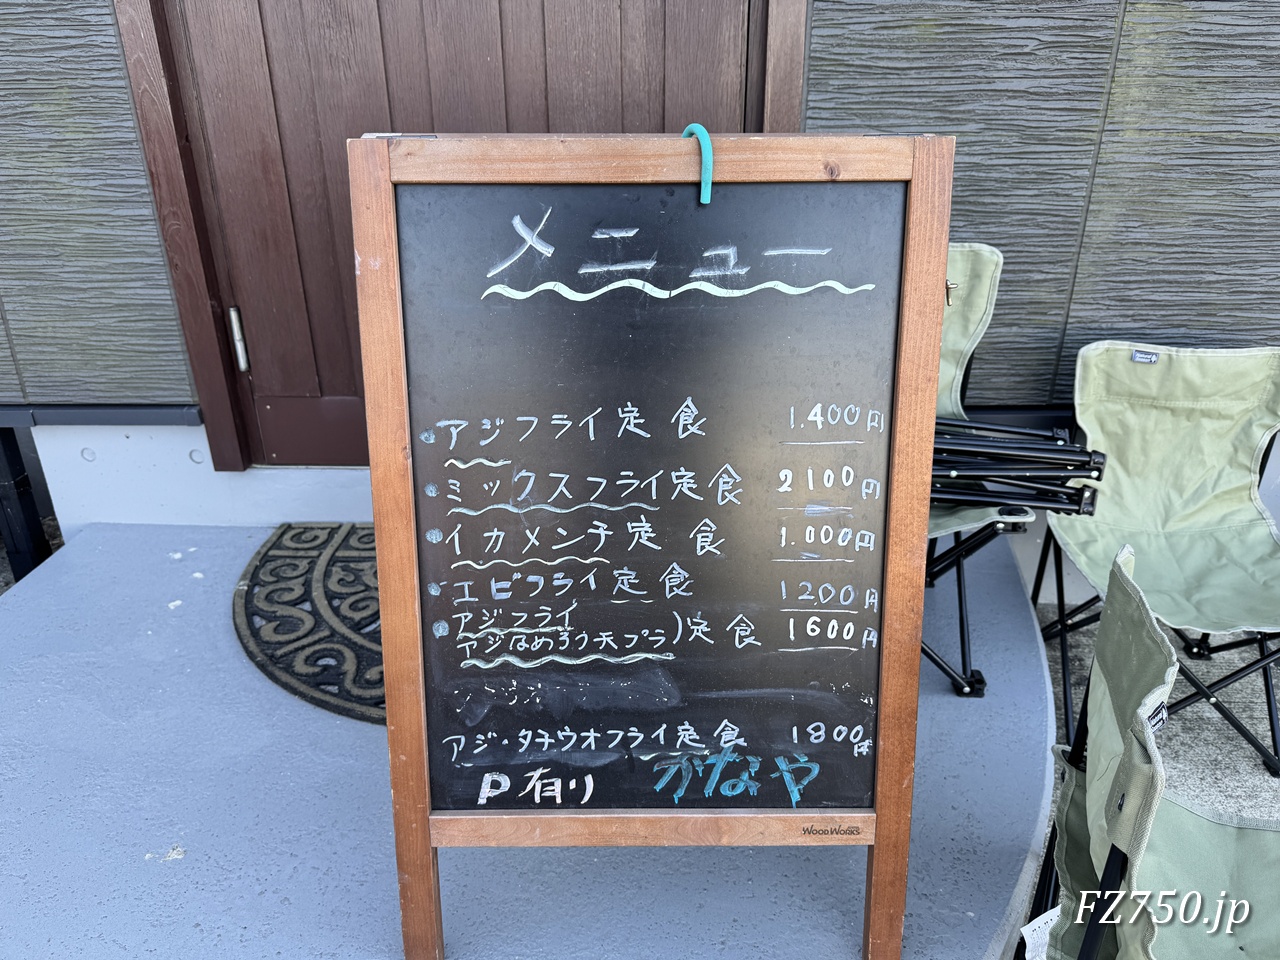 メニュー
・アジフライ定食 1.400円
・ミックスフライ定食 2100円
・イカメンチ定食 1.000円
・エビフライ定食 1200円
・アジフライ
アジなめろう天プラ)定食 1600円
アジ・タチウオフライ定食 1800円
P有り かなや
WOODWORKS
FZ750.jp